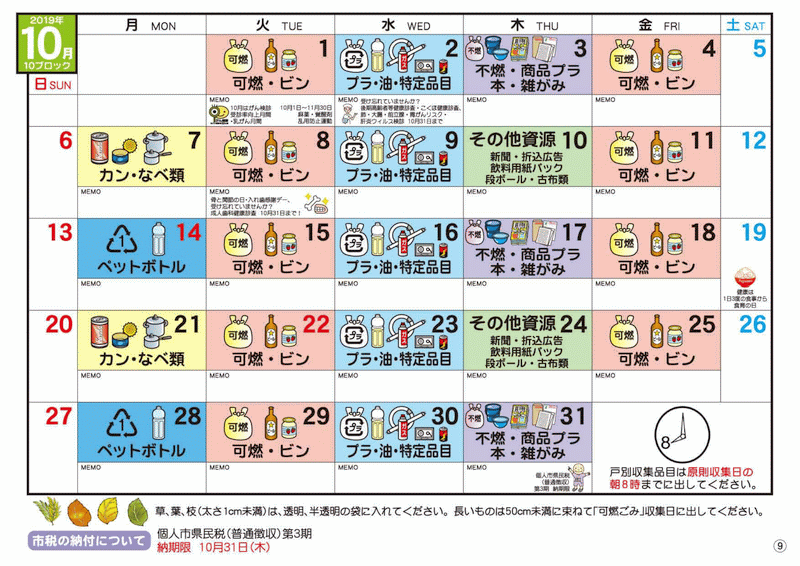 2019年
10月
10ブロック
月 MON
火 TUE
水 WED
木 THU
金 FRI
土 SAT
日 SUN
可燃
1
可燃・ビン
MEMO
10月はがん検診
受診率向上月間
・乳がん月間
10月1日~11月30日
麻薬・覚醒剤
乱用防止運動
プラ
2
プラ・油・特定品目
MEMO
受け忘れていませんか?
後期高齢者等健康診査・こくほ健康診査、
肺・大腸・前立腺・胃がんリスク・
肝炎ウィルス検診 10月31日まで
不燃
3
不燃・商品プラ
本・雑がみ
MEMO
可燃
4
可燃・ビン
MEMO
5
6
7
カン・なべ類
MEMO
可燃
8
可燃・ビン
MEMO
骨と関節の日・入れ歯感謝デー、
受け忘れていませんか?
成人歯科健康診査 10月31日まで!
プラ
9
プラ・油・特定品目
MEMO
その他資源 10
新聞・折込広告
飲料用紙パック
段ボール・古布類
MEMO
可燃
11
可燃・ビン
MEMO
12
13
1
14
ペットボトル
MEMO
可燃
15
可燃・ビン
MEMO
プラ
16
プラ・油・特定品目
MEMO
不燃
17
不燃・商品プラ
本・雑がみ
MEMO
可燃
18
可燃・ビン
MEMO
19
健康は
1日3度の食事から
食育の日
20
21
カン・なべ類
MEMO
可燃
22
可燃・ビン
MEMO
プラ
23
プラ・油・特定品目
MEMO
その他資源 24
新聞・折込広告
飲料用紙パック
段ボール・古布類
MEMO
可燃
25
可燃・ビン
MEMO
26
27
1
28
ペットボトル
MEMO
可燃
29
可燃・ビン
MEMO
プラ
30
プラ・油・特定品目
MEMO
不燃
31
不燃・商品プラ
本・雑がみ
MEMO
個人市県民税
(普通徴収)
第3期 納期限
8
戸別収集品目は原則収集日の
朝8時までに出してください。
草、葉、枝(太さ1cm未満)は、透明、半透明の袋に入れてください。長いものは50cm未満に束ねて「可燃ごみ」収集日に出してください。
市税の納付について
個人市県民税(普通徴収)第3期
納期限 10月31日(木)
9